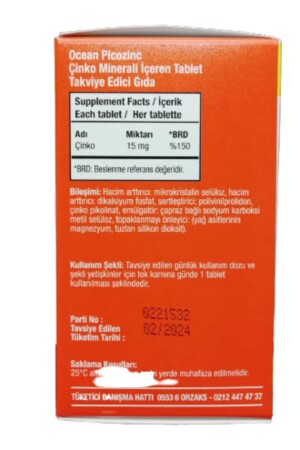 Ocean Picozinc
Çinko Minerali İçeren Tablet
Takviye Edici Gıda
Supplement Facts / İçerik
Each tablet / Her tablette
Adı Miktarı *BRD
Çinko 15 mg %150
*BRD: Beslenme referans değeridir.
Bileşimi: Hacim arttırıcı: mikrokristalin selüloz, hacim
arttırıcı: dikalsiyum fosfat, sertleştirici: polivinilprolidon,
çinko pikolinat, emülgatör: çapraz bağlı sodyum karboksi
metil selüloz, topaklanmayı önleyici: (yağ asitlerinin
magnezyum, tuzları silikon dioksit).
Kullanım Şekli: Tavsiye edilen günlük kullanım dozu ve
şekli yetişkinler için tok karnına günde 1 tablet
kullanılması şeklindedir.
Parti No : 0221532
Tavsiye Edilen 02/2024
Tüketim Tarihi :
Saklama Koşulları:
25°C yerde muhafaza edilmelidir.
TÜKETİCİ DANIŞMA HATTI 0553 6 ORZAKS - 0212 447 47 37